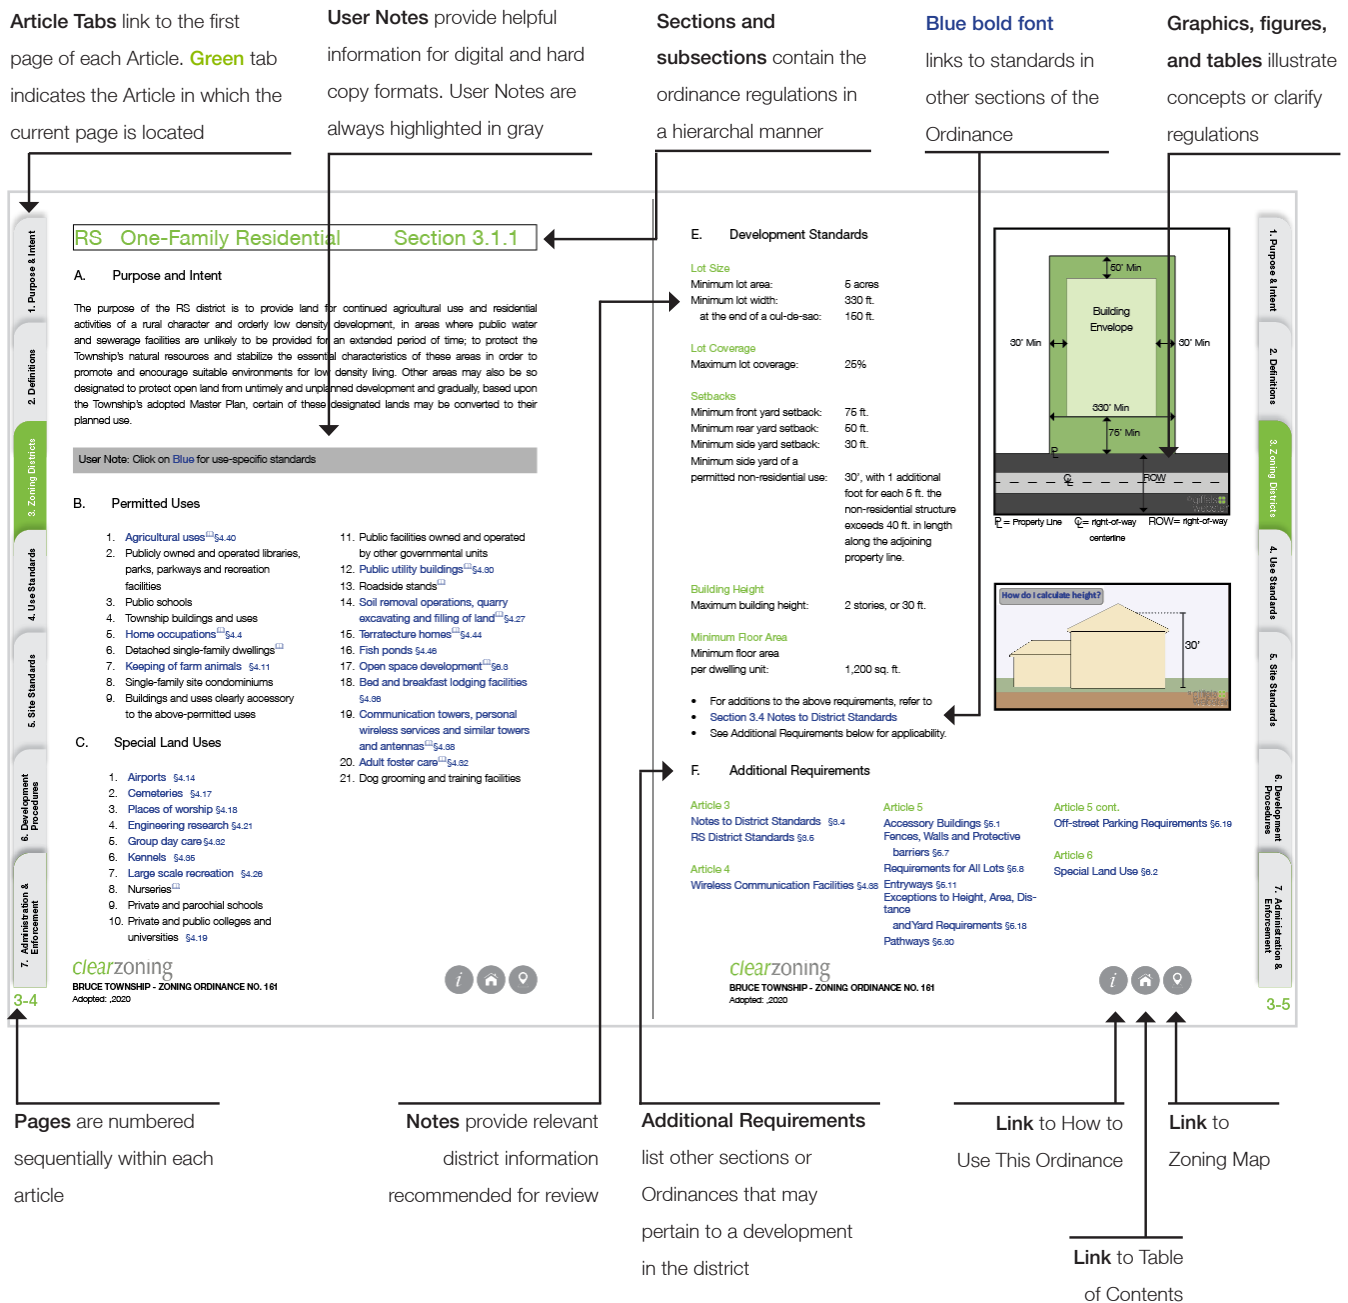 Article Tabs link to the first
page of each Article. Green tab
indicates the Article in which the
current page is located
User Notes provide helpful
information for digital and hard
copy formats. User Notes are
always highlighted in gray
Sections and
subsections contain the
ordinance regulations in
a hierarchal manner
Blue bold font
links to standards in
other sections of the
Ordinance
Graphics, figures,
and tables illustrate
concepts or clarify
regulations
1. Purpose & Intent
2. Definitions
3. Zoning Districts
4. Use Standards
5. Site Standards
6. Development
Procedures
7. Administration &
Enforcement
3-4
RS One-Family Residential Section 3.1.1
A. Purpose and Intent
The purpose of the RS district is to provide land for continued agricultural use and residential
activities of a rural character and orderly low density development, in areas where public water
and sewerage facilities are unlikely to be provided for an extended period of time; to protect the
Township's natural resources and stabilize the essential characteristics of these areas in order to
promote and encourage suitable environments for low density living. Other areas may also be so
designated to protect open land from untimely and unplanned development and gradually, based upon
the Township's adopted Master Plan, certain of these designated lands may be converted to their
planned use.
User Note: Click on Blue for use-specific standards
B. Permitted Uses
1. Agricultural uses §4.40
2. Publicly owned and operated libraries,
parks, parkways and recreation
facilities
3. Public schools
4. Township buildings and uses
5. Home occupations §4.4
6. Detached single-family dwellings
7. Keeping of farm animals §4.11
8. Single-family site condominiums
9. Buildings and uses clearly accessory
to the above-permitted uses
C. Special Land Uses
1. Airports §4.14
2. Cemeteries §4.17
3. Places of worship §4.18
4. Engineering research §4.21
5. Group day care §4.32
6. Kennels §4.35
7. Large scale recreation §4.26
8. Nurseries
9. Private and parochial schools
10. Private and public colleges and
universities §4.19
11. Public facilities owned and operated
by other governmental units
12. Public utility buildings §4.30
13. Roadside stands
14. Soil removal operations, quarry
excavating and filling of land §4.27
15. Terratecture homes §4.44
16. Fish ponds §4.46
17. Open space development §6.3
18. Bed and breakfast lodging facilities
§4.36
19. Communication towers, personal
wireless services and similar towers
and antennas §4.38
20. Adult foster care §4.32
21. Dog grooming and training facilities
clearzoning
BRUCE TOWNSHIP - ZONING ORDINANCE NO. 161
Adopted: ,2020
i
E. Development Standards
Lot Size
Minimum lot area: 5 acres
Minimum lot width: 330 ft.
at the end of a cul-de-sac: 150 ft.
Lot Coverage
Maximum lot coverage: 25%
Setbacks
Minimum front yard setback: 75 ft.
Minimum rear yard setback: 50 ft.
Minimum side yard setback: 30 ft.
Minimum side yard of a
permitted non-residential use: 30', with 1 additional
foot for each 5 ft. the
non-residential structure
exceeds 40 ft. in length
along the adjoining
property line.
Building Height
Maximum building height: 2 stories, or 30 ft.
Minimum Floor Area
Minimum floor area
per dwelling unit: 1,200 sq. ft.
• For additions to the above requirements, refer to
• Section 3.4 Notes to District Standards
• See Additional Requirements below for applicability.
50' Min
Building
Envelope
30' Min
30' Min
330' Min
75' Min
ROW
= Property Line = right-of-way ROW= right-of-way
centerline
How do I calculate height?
30'
F. Additional Requirements
Article 3
Notes to District Standards §3.4
RS District Standards §3.5
Article 4
Wireless Communication Facilities §4.38
Article 5
Accessory Buildings §5.1
Fences, Walls and Protective
barriers §5.7
Requirements for All Lots §5.8
Entryways §5.11
Exceptions to Height, Area, Dis-
tance
and Yard Requirements §5.18
Pathways §5.30
Article 5 cont.
Off-street Parking Requirements §5.19
Article 6
Special Land Use §6.2
clearzoning
BRUCE TOWNSHIP - ZONING ORDINANCE NO. 161
Adopted: ,2020
i
1. Purpose & Intent
2. Definitions
3. Zoning Districts
4. Use Standards
5. Site Standards
6. Development
Procedures
7. Administration &
Enforcement
3-5
Pages are numbered
sequentially within each
article
Notes provide relevant
district information
recommended for review
Additional Requirements
list other sections or
Ordinances that may
pertain to a development
in the district
Link to How to
Use This Ordinance
Link to
Zoning Map
Link to Table
of Contents